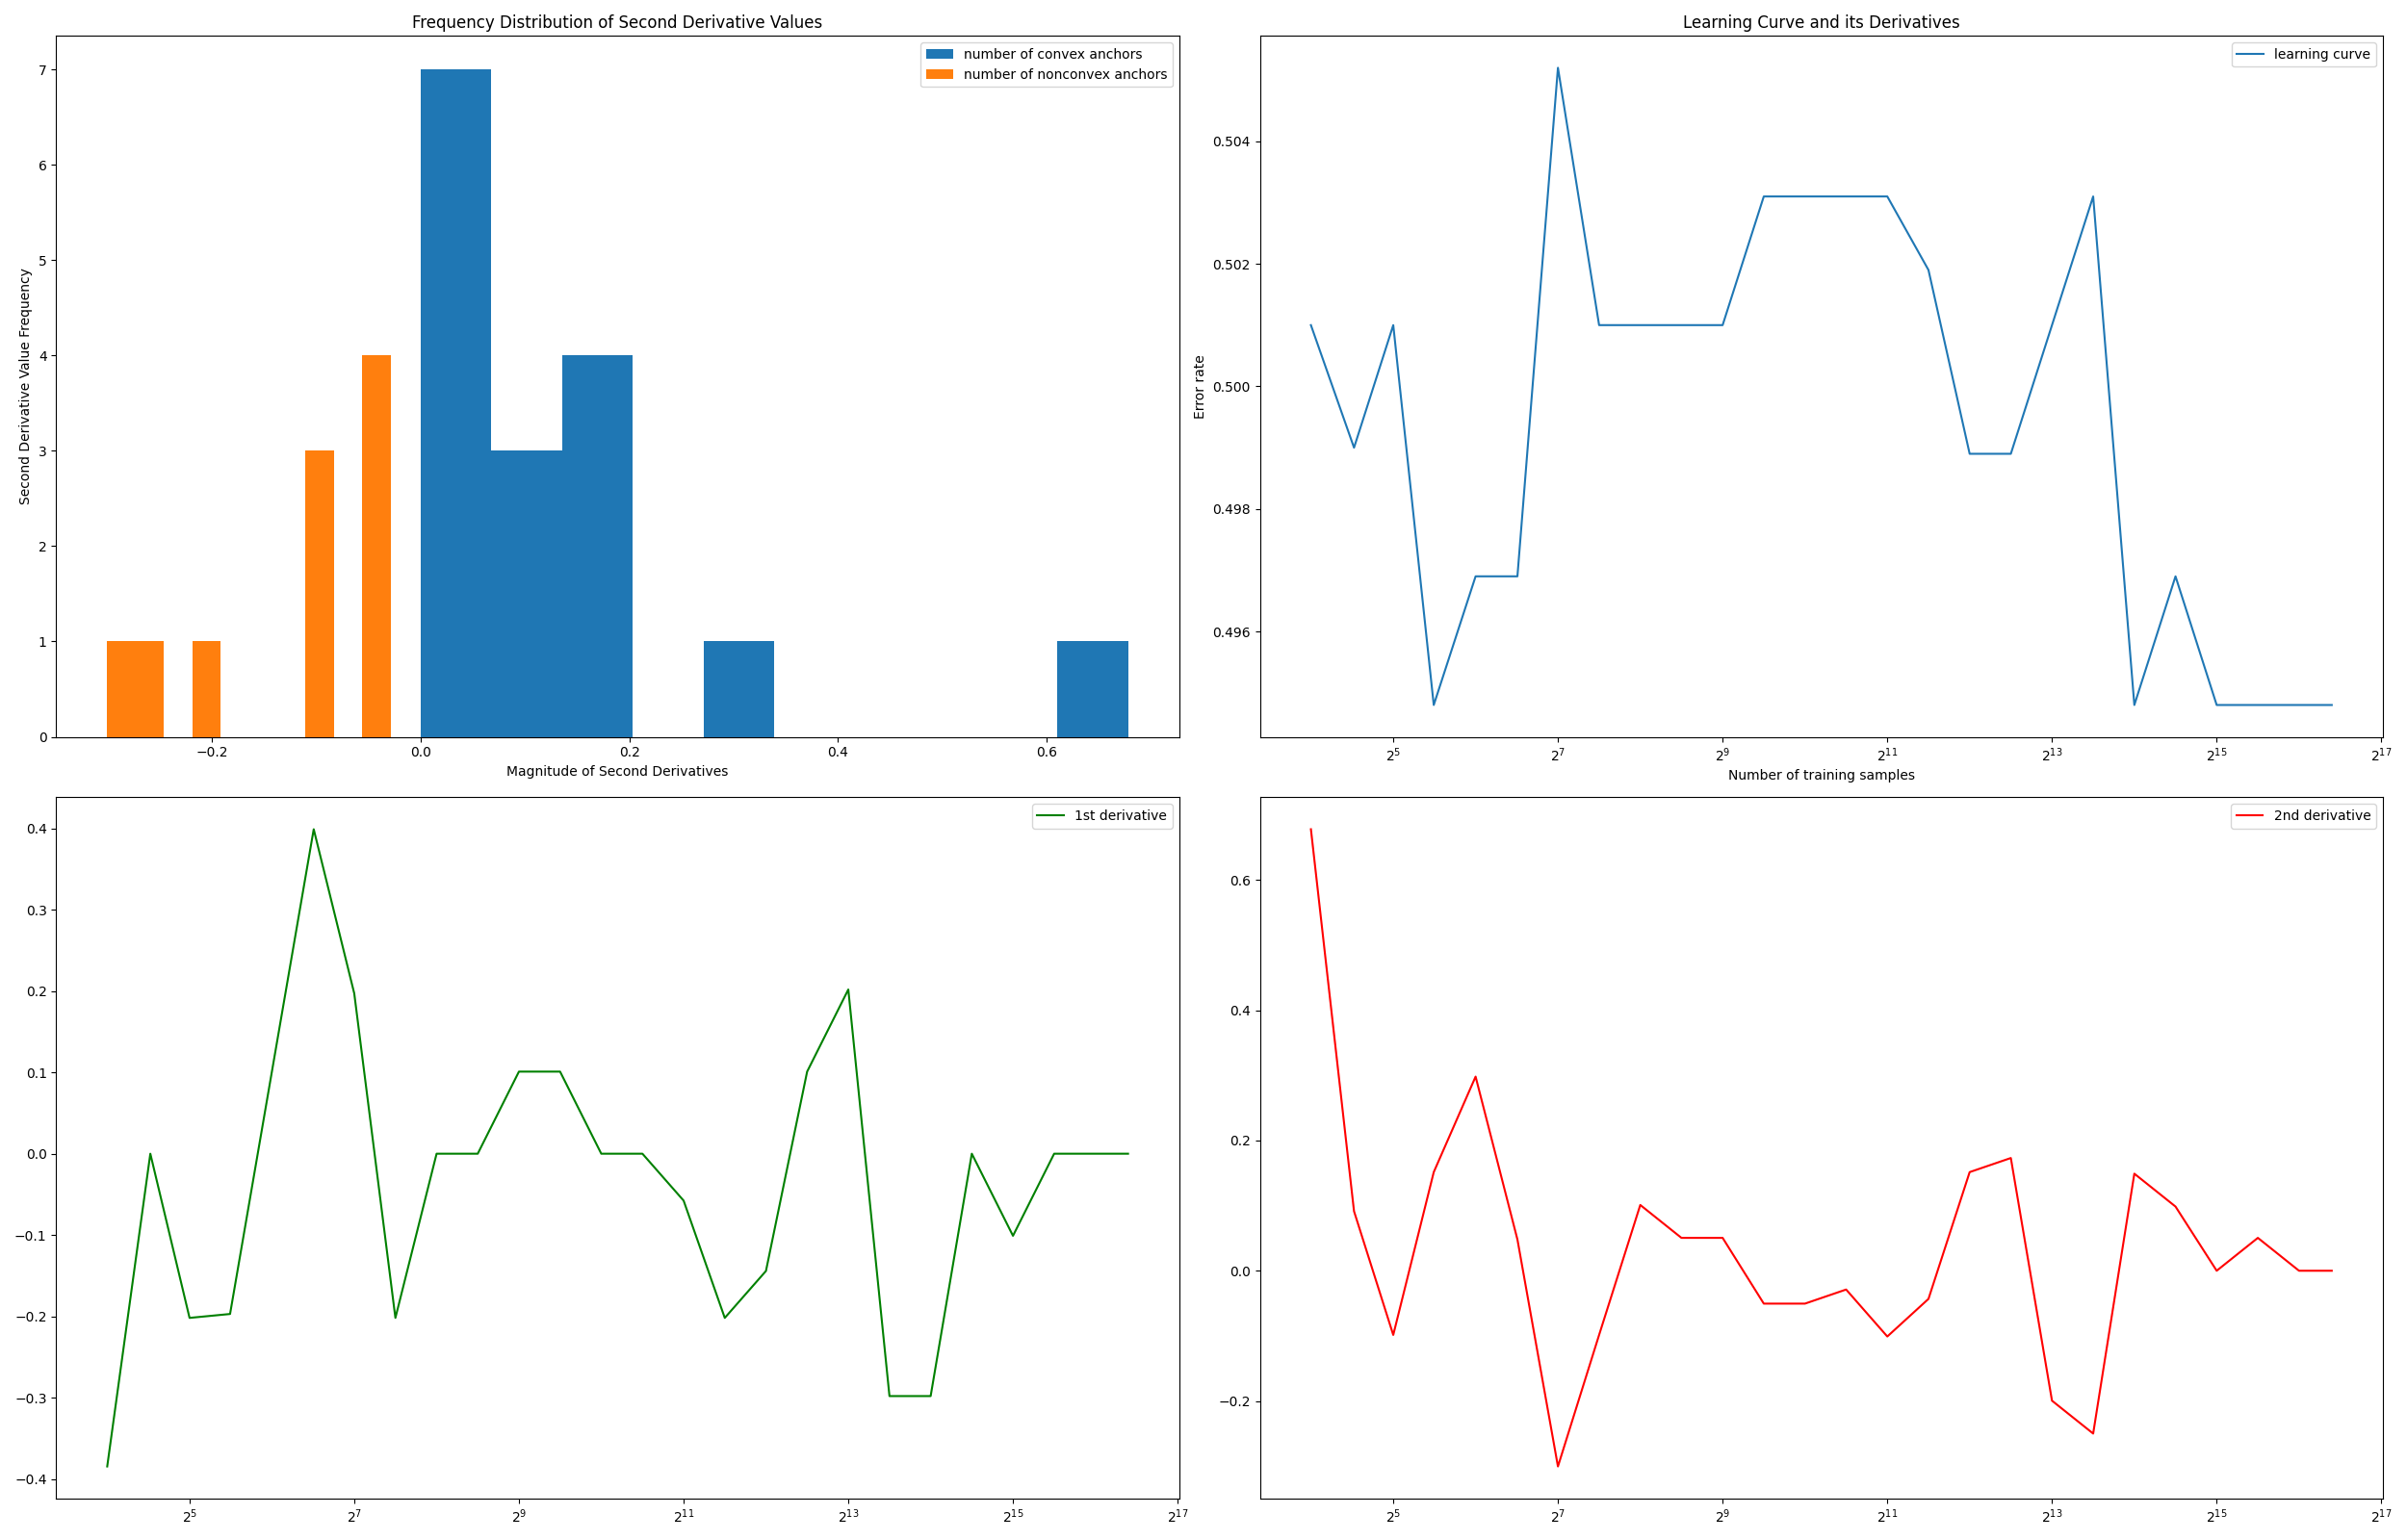 Frequency Distribution of Second Derivative Values
number of convex anchors
number of nonconvex anchors
7
6
5
4
3
2
1
0
Second Derivative Value Frequency
−0.2 0.0 0.2 0.4 0.6
Magnitude of Second Derivatives
Learning Curve and its Derivatives
learning curve
0.504
0.502
0.500
0.498
0.496
Error rate
2^5 2^7 2^9 2^11 2^13 2^15 2^17
Number of training samples
1st derivative
0.4
0.3
0.2
0.1
0.0
−0.1
−0.2
−0.3
−0.4
2^5 2^7 2^9 2^11 2^13 2^15 2^17
2nd derivative
0.6
0.4
0.2
0.0
−0.2
2^5 2^7 2^9 2^11 2^13 2^15 2^17